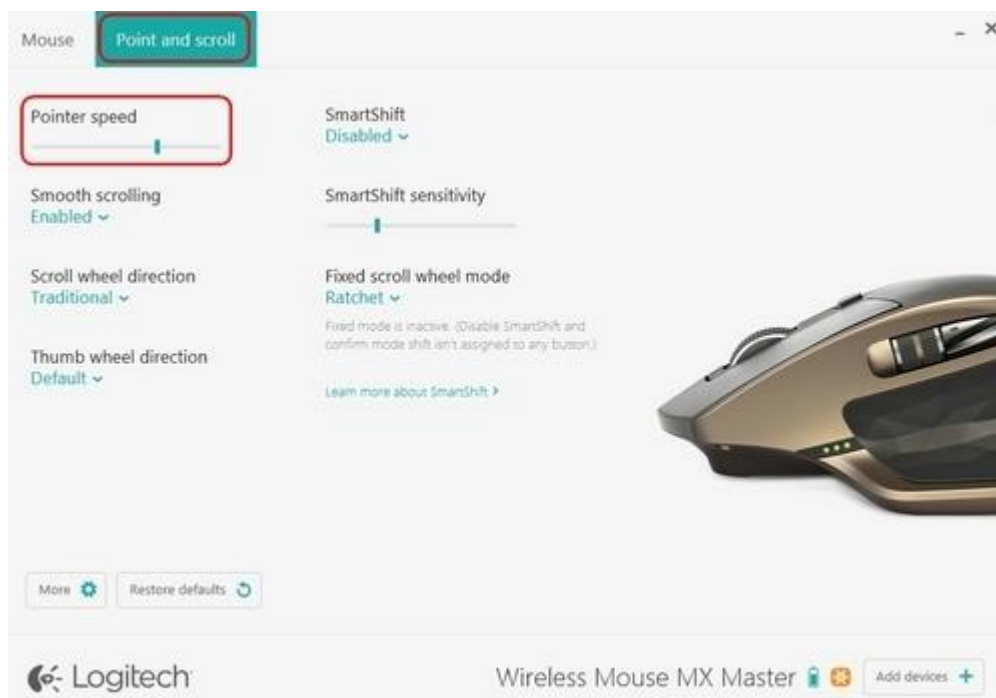 Mouse
Point and scroll
Pointer speed
Smooth scrolling
Enabled
Scroll wheel direction
Traditional
Thumb wheel direction
Default
SmartShift
Disabled
SmartShift sensitivity
Fixed scroll wheel mode
Ratchet
Fixed mode is inactive. (Disable SmartShift and
confirm mode shift isn't assigned to any button.)
Learn more about SmartShift >
More
Restore defaults
Logitech
Wireless Mouse MX Master
Add devices +